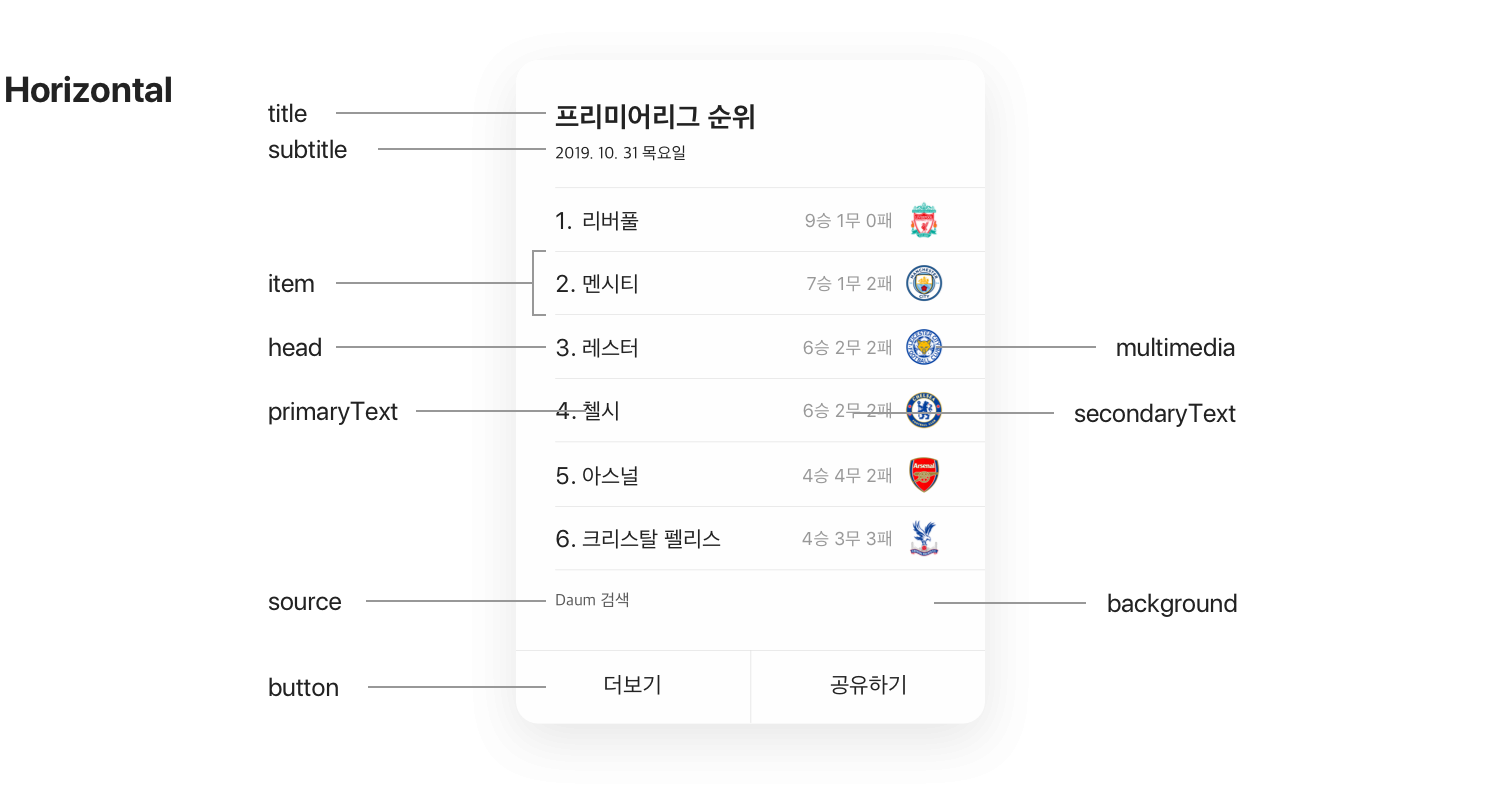 Horizontal
title
프리미어리그 순위
subtitle
2019. 10. 31 목요일
1. 리버풀 9승 1무 0패
item
2. 멘시티 7승 1무 2패
MANCHESTER CITY
head
3. 레스터 6승 2무 2패
multimedia
primaryText
4. 첼시 6승 2무 2패
CHELSEA
secondaryText
5. 아스널 4승 4무 2패
Arsenal
6. 크리스탈 펠리스 4승 3무 3패
source
Daum 검색
background
button
더보기
공유하기